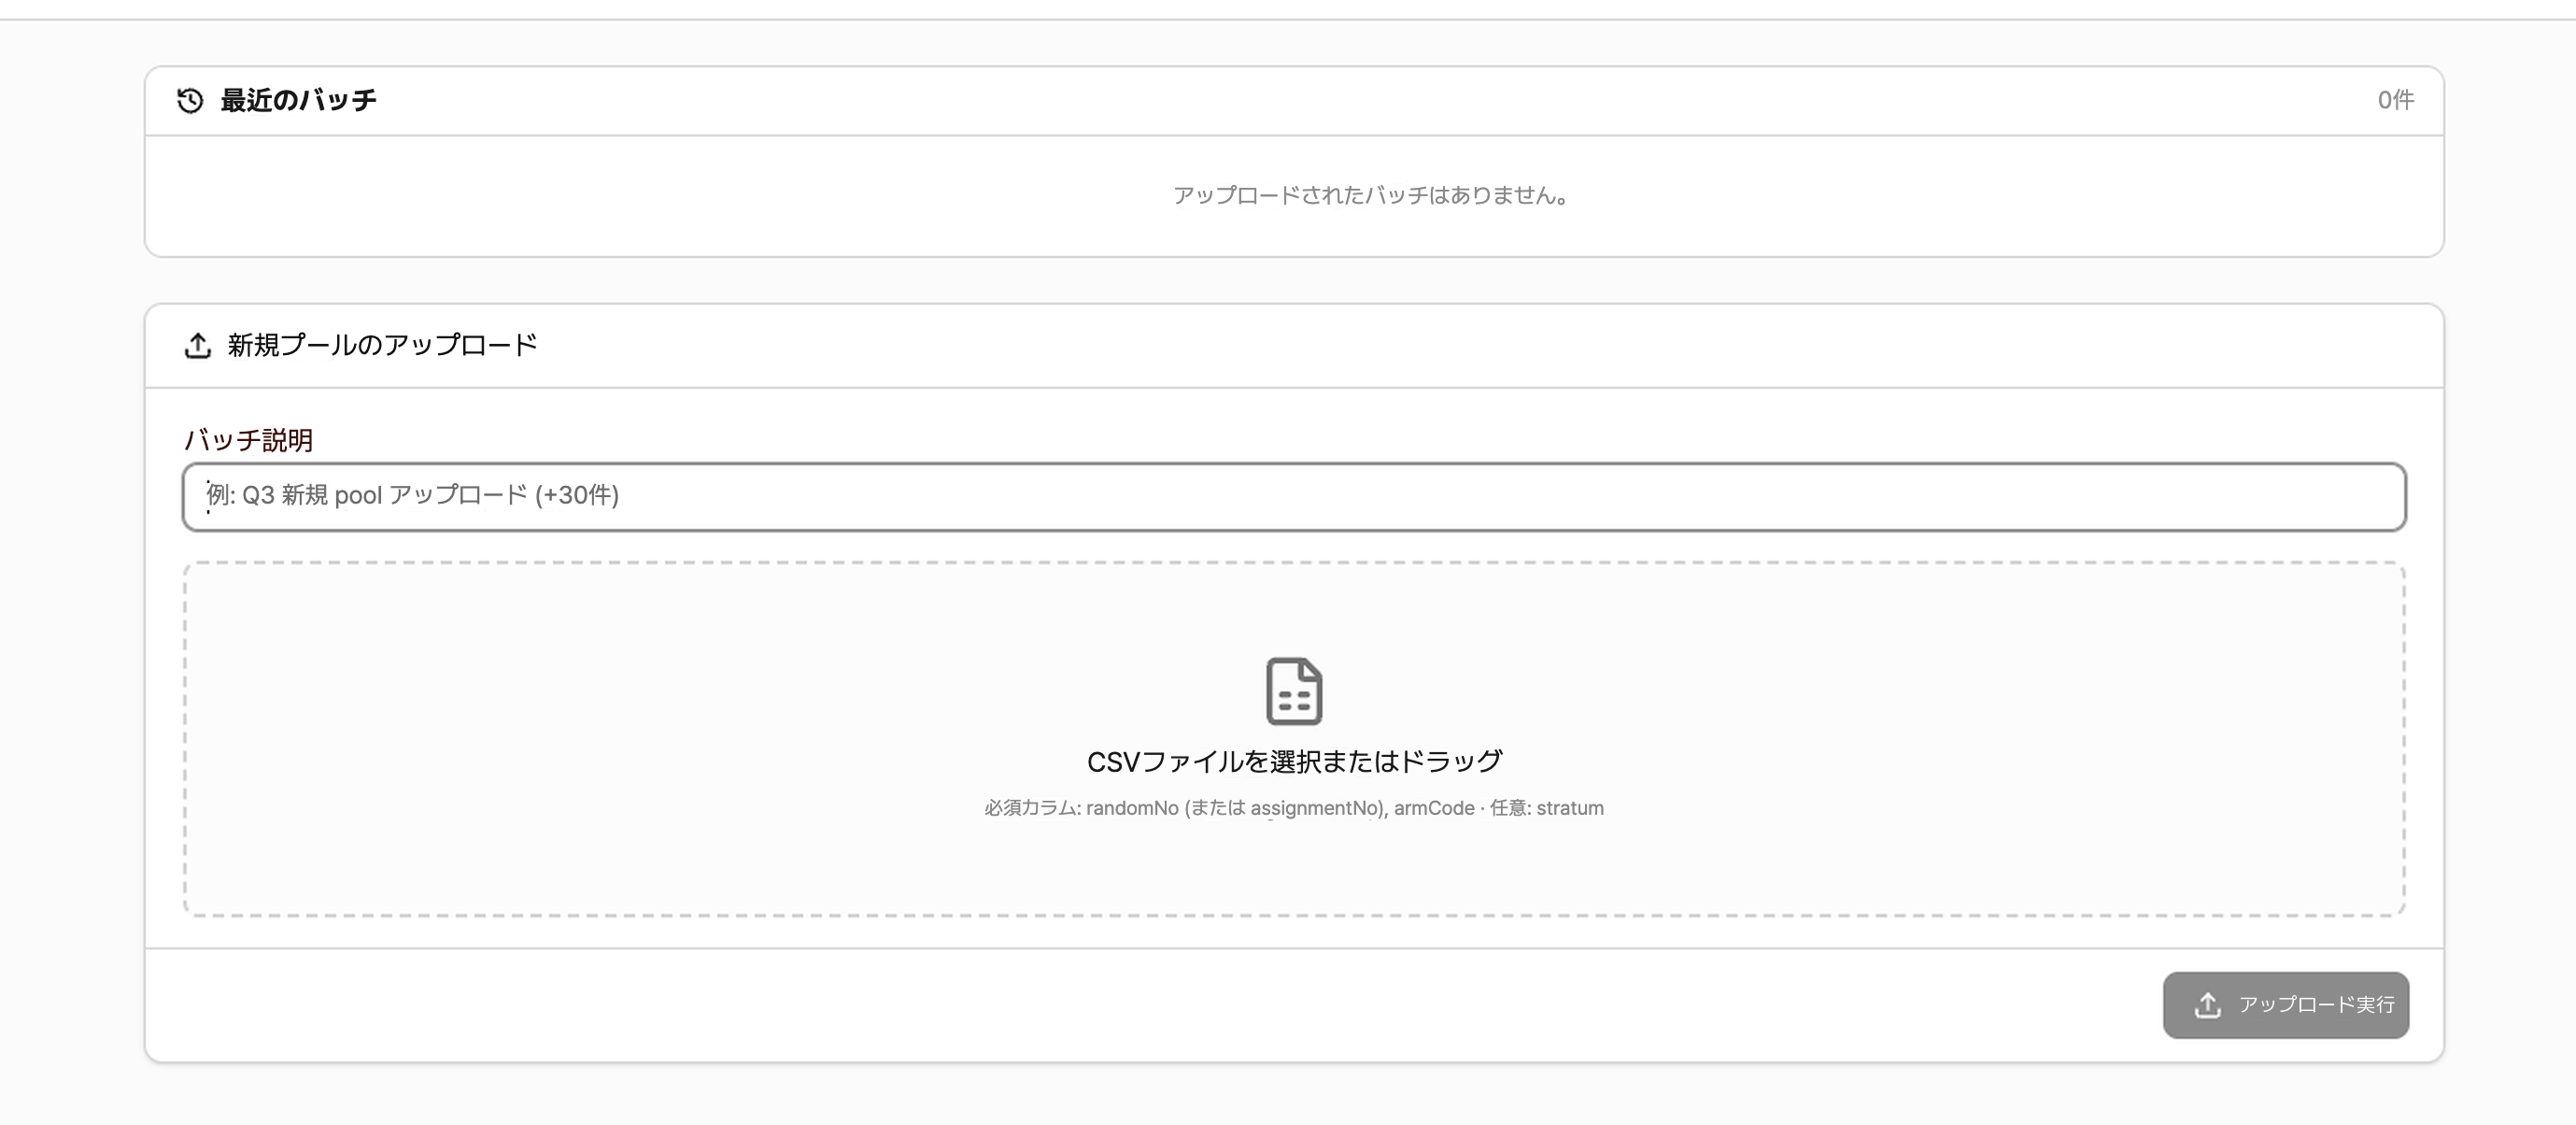 最近のバッチ
0件
アップロードされたバッチはありません。
新規プールのアップロード
バッチ説明
例: Q3 新規 pool アップロード (+30件)
CSVファイルを選択またはドラッグ
必須カラム: randomNo (または assignmentNo), armCode · 任意: stratum
アップロード実行